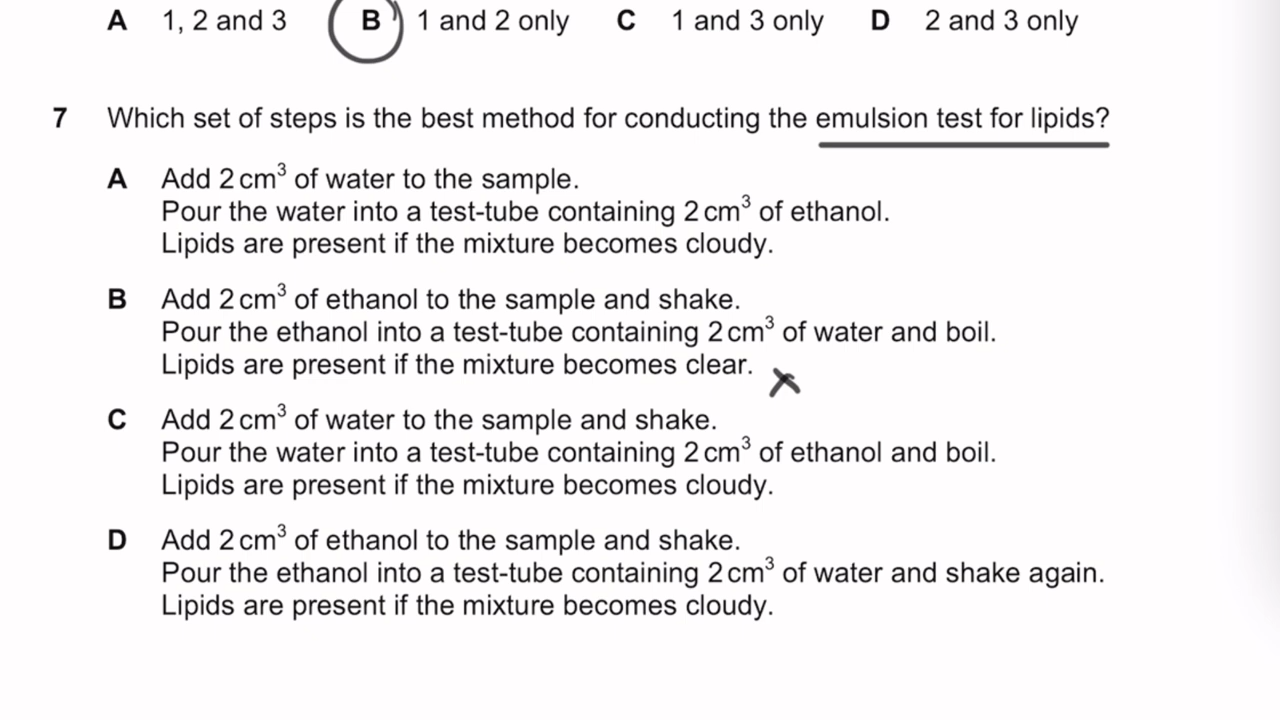 A 1, 2 and 3 B 1 and 2 only C 1 and 3 only D 2 and 3 only
7 Which set of steps is the best method for conducting the emulsion test for lipids?
A Add 2 cm³ of water to the sample.
Pour the water into a test-tube containing 2 cm³ of ethanol.
Lipids are present if the mixture becomes cloudy.
B Add 2 cm³ of ethanol to the sample and shake.
Pour the ethanol into a test-tube containing 2 cm³ of water and boil.
Lipids are present if the mixture becomes clear.
C Add 2 cm³ of water to the sample and shake.
Pour the water into a test-tube containing 2 cm³ of ethanol and boil.
Lipids are present if the mixture becomes cloudy.
D Add 2 cm³ of ethanol to the sample and shake.
Pour the ethanol into a test-tube containing 2 cm³ of water and shake again.
Lipids are present if the mixture becomes cloudy.